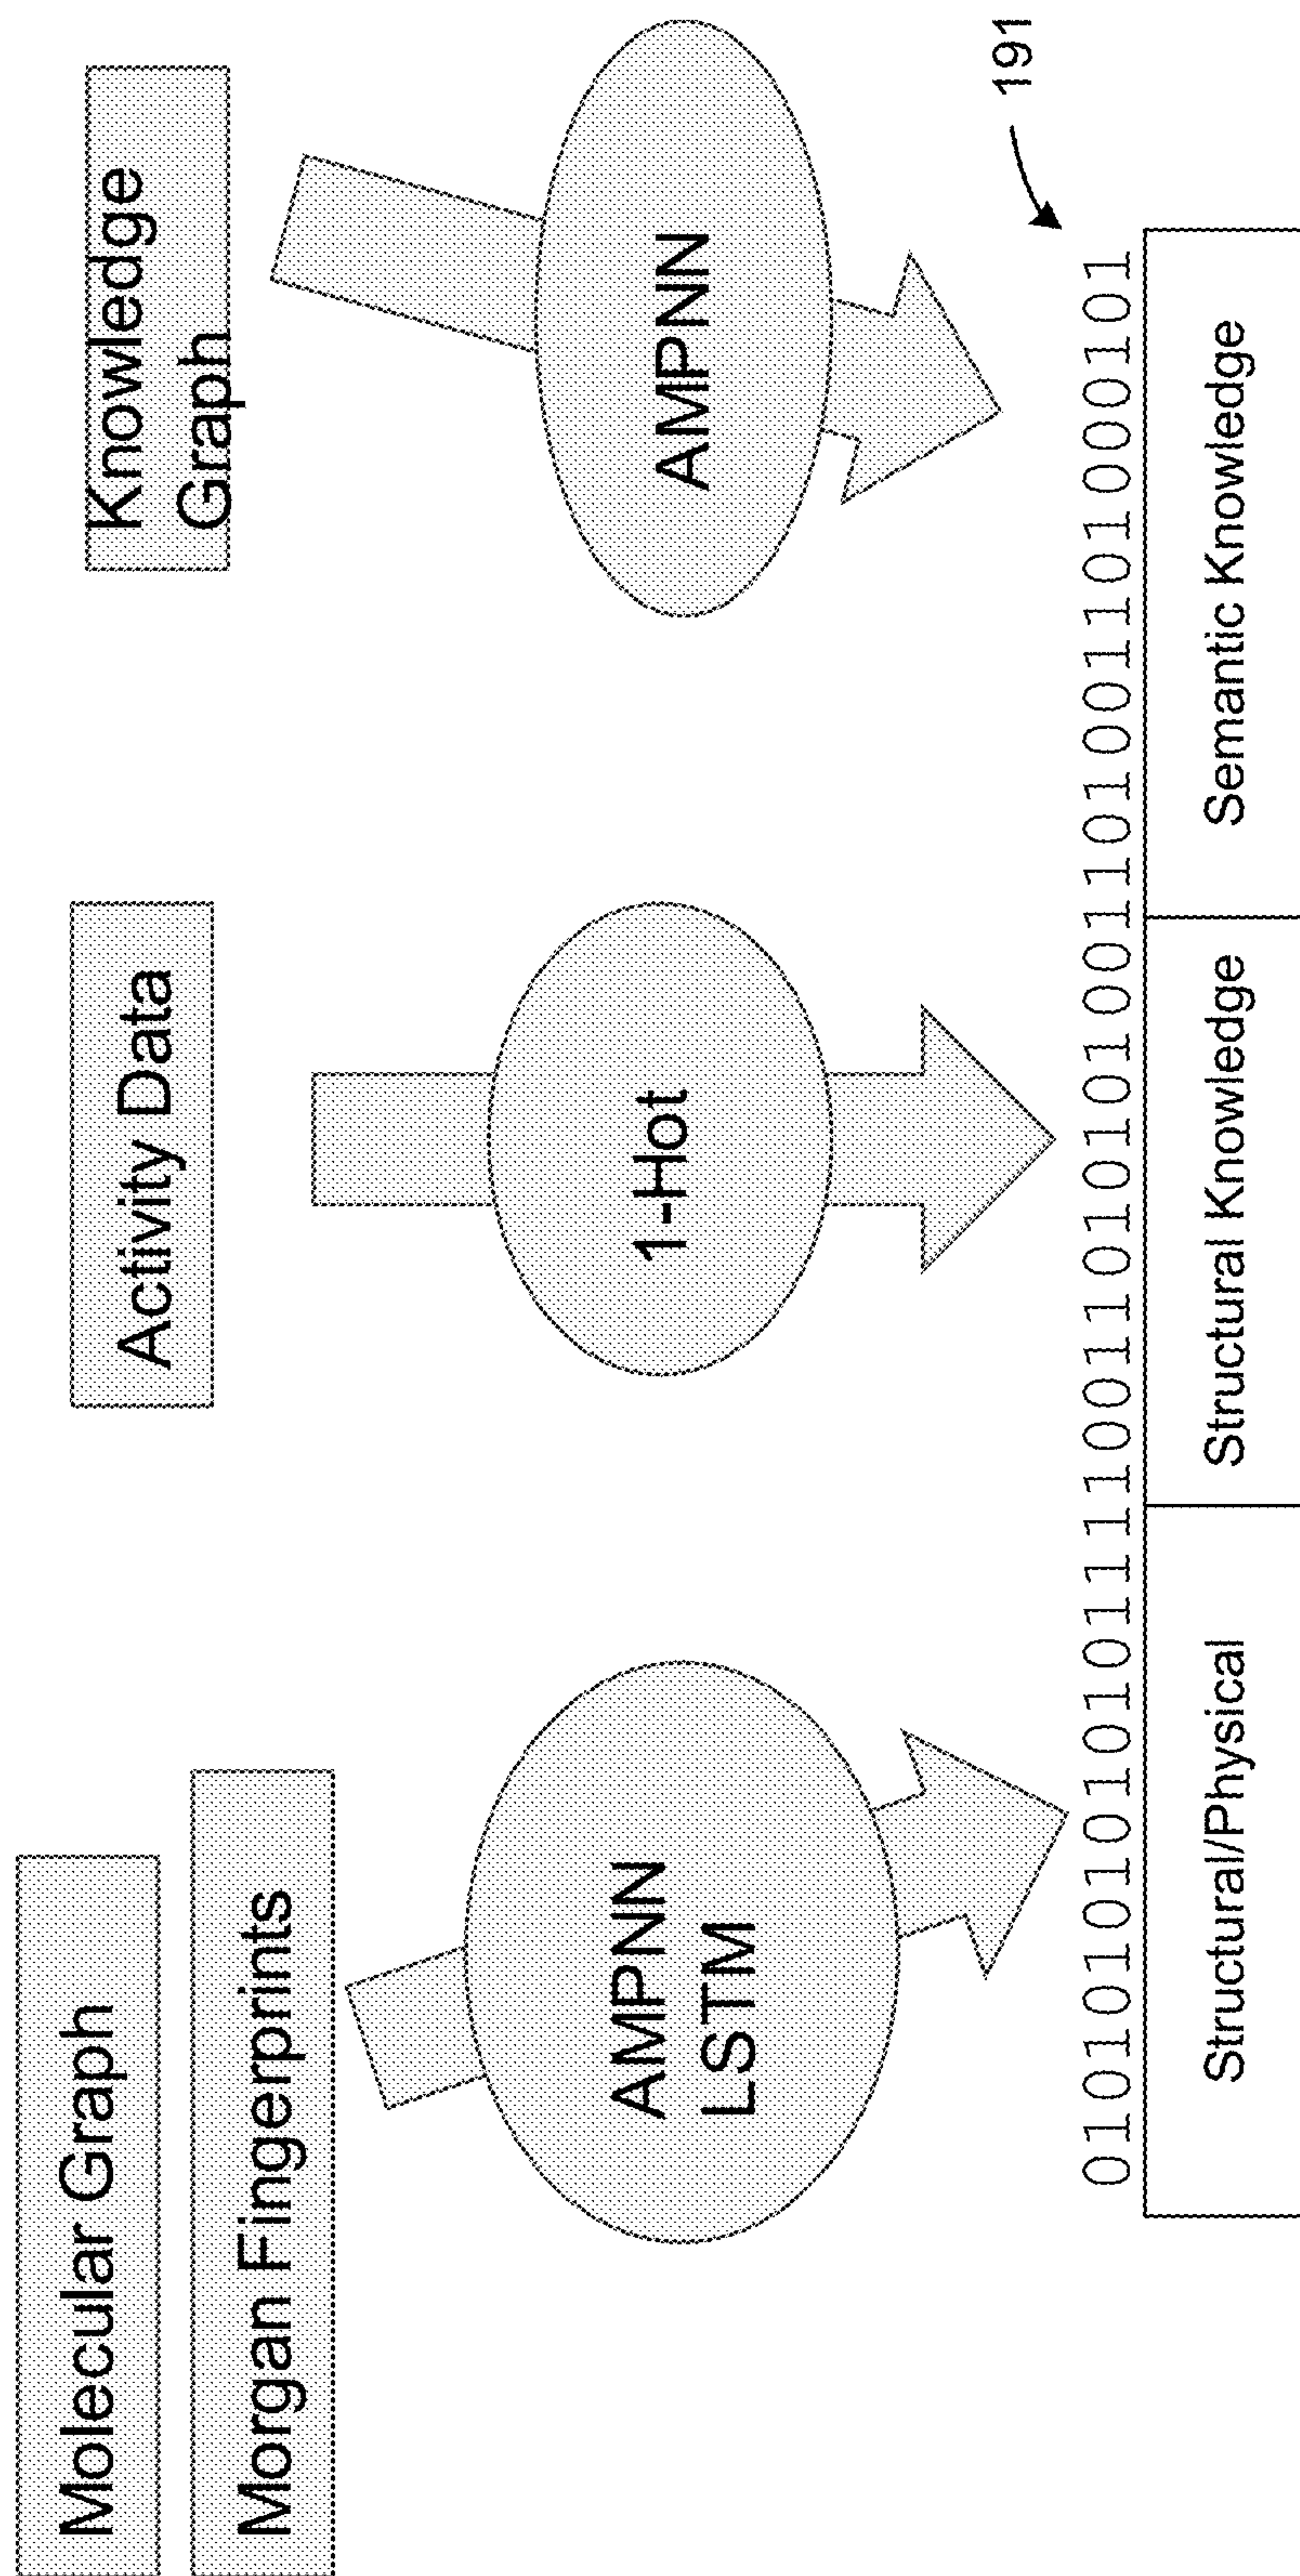 Molecular Graph
Morgan Fingerprints
Activity Data
Knowledge
Graph
AMPNN
LSTM
1-Hot
AMPNN
191
010101010101011110011010101001101001101000101
Structural/Physical
Structural Knowledge
Semantic Knowledge